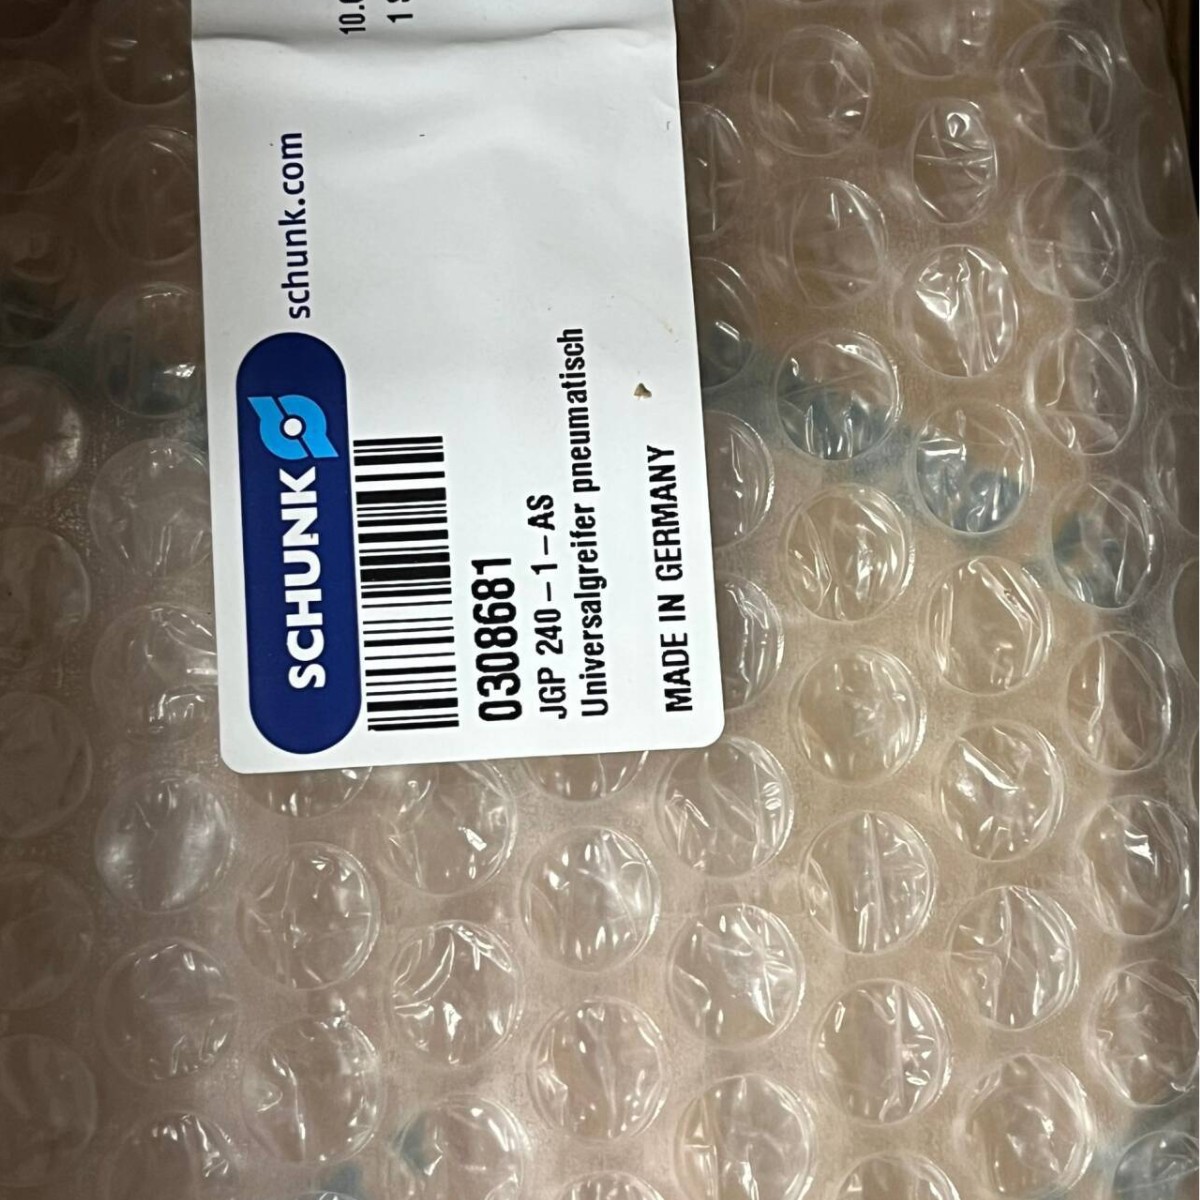 SCHUNK
schunk.com
0308681
JGP 240-1-AS
Universalgreifer pneumatisch
MADE IN GERMANY